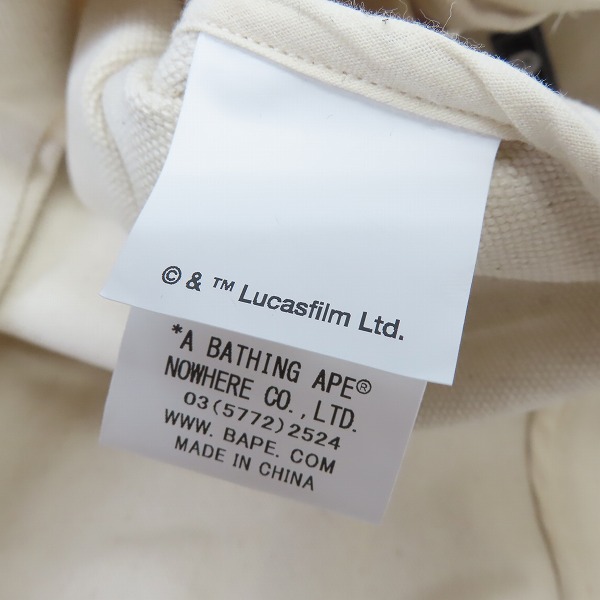 © & ™ Lucasfilm Ltd.
*A BATHING APE®
NOWHERE CO.,LTD.
03(5772)2524
WWW. BAPE. COM
MADE IN CHINA